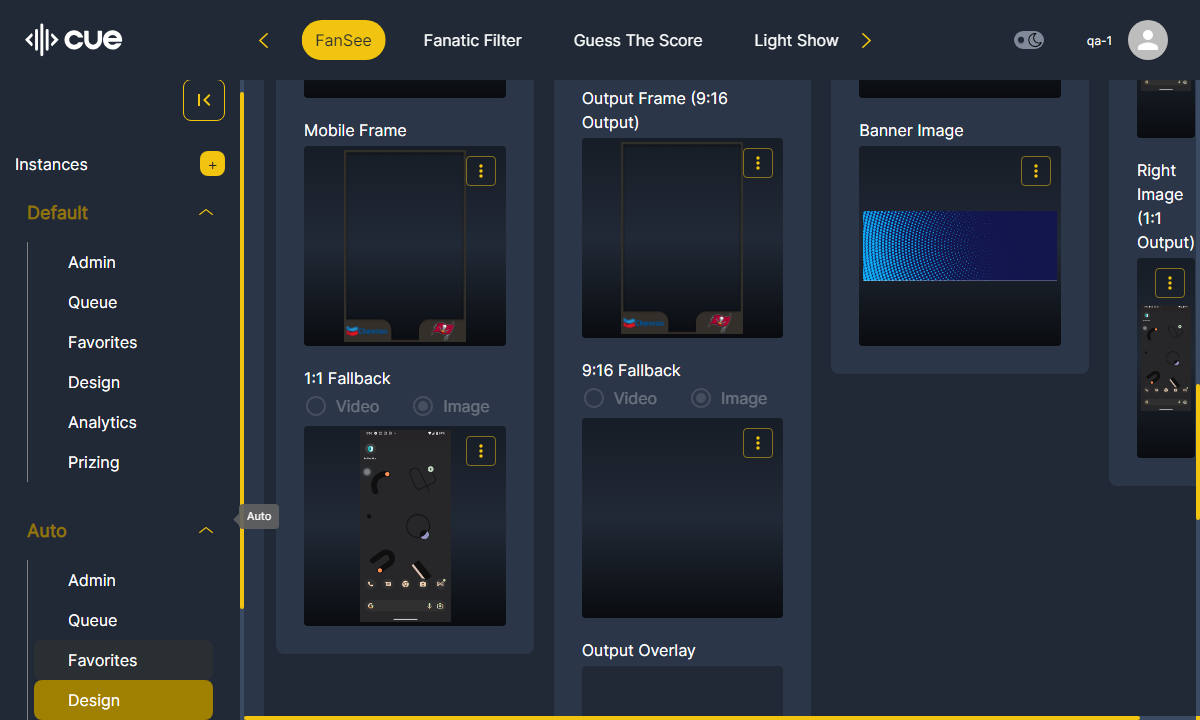 cue
FanSee
Fanatic Filter
Guess The Score
Light Show
qa-1
Instances
+
Default
Admin
Queue
Favorites
Design
Analytics
Prizing
Auto
Admin
Queue
Favorites
Design
Auto
Mobile Frame
1:1 Fallback
Video
Image
Output Frame (9:16
Output)
9:16 Fallback
Video
Image
Output Overlay
Banner Image
Right
Image
(1:1
Output)